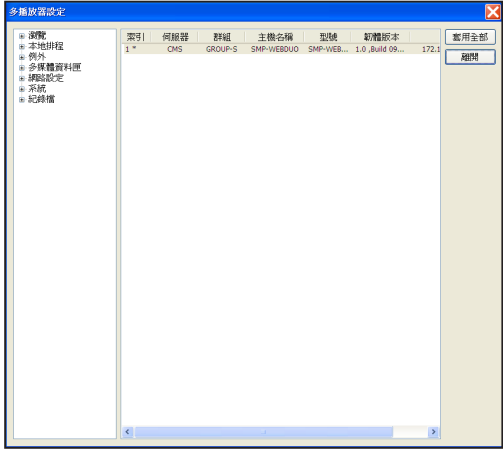 多播放器設定
瀏覽
本地排程
例外
多媒體資料匣
網路設定
系統
紀錄檔
索引 伺服器 群組 主機名稱 型號 韌體版本
1 * CMS GROUP-S SMP-WEBDUO SMP-WEB... 1.0 ,Build 09... 172.1
套用全部
離開